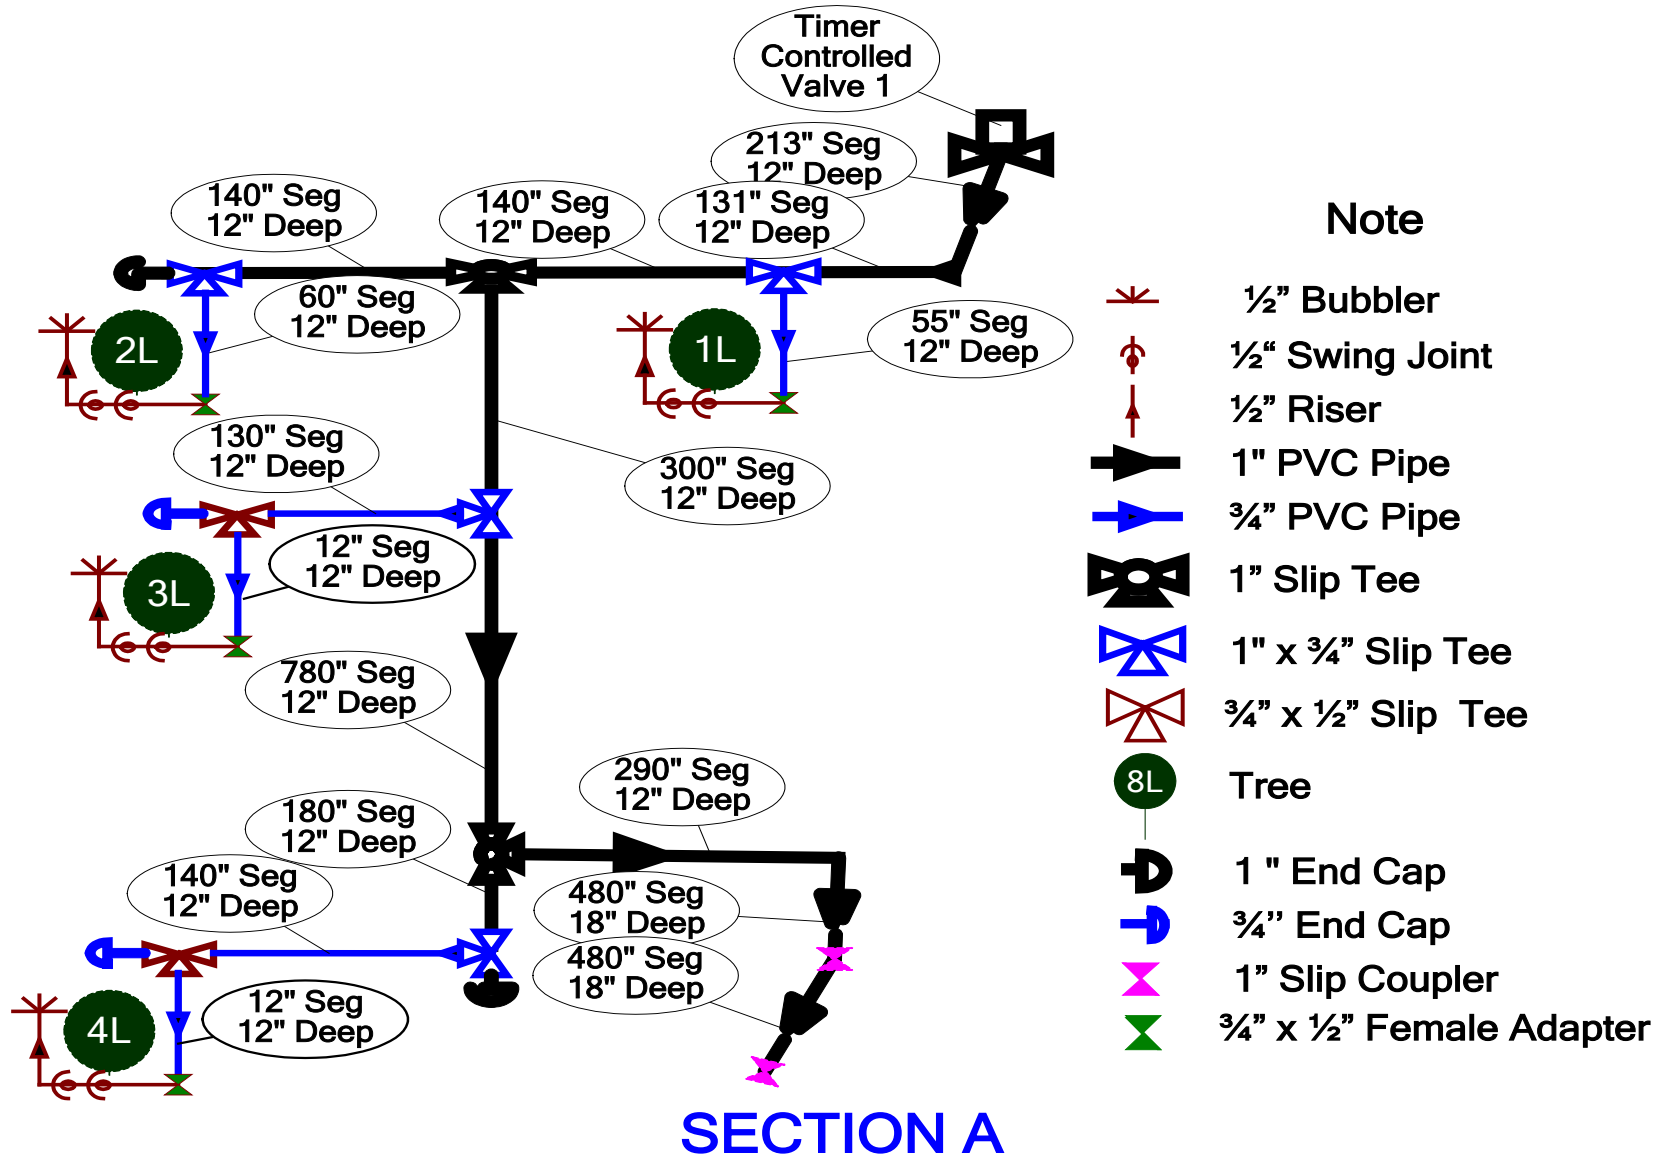 Timer
Controlled
Valve 1
213" Seg
12" Deep
140" Seg
12" Deep
140" Seg
12" Deep
131" Seg
12" Deep
60" Seg
12" Deep
55" Seg
12" Deep
2L
1L
130" Seg
12" Deep
300" Seg
12" Deep
12" Seg
12" Deep
3L
780" Seg
12" Deep
290" Seg
12" Deep
180" Seg
12" Deep
140" Seg
12" Deep
480" Seg
18" Deep
480" Seg
18" Deep
12" Seg
12" Deep
4L
Note
½” Bubbler
½“ Swing Joint
½” Riser
1" PVC Pipe
¾” PVC Pipe
1” Slip Tee
1" x ¾” Slip Tee
¾” x ½” Slip  Tee
8L
Tree
1 " End Cap
¾’’ End Cap
1” Slip Coupler
¾” x ½” Female Adapter
SECTION A